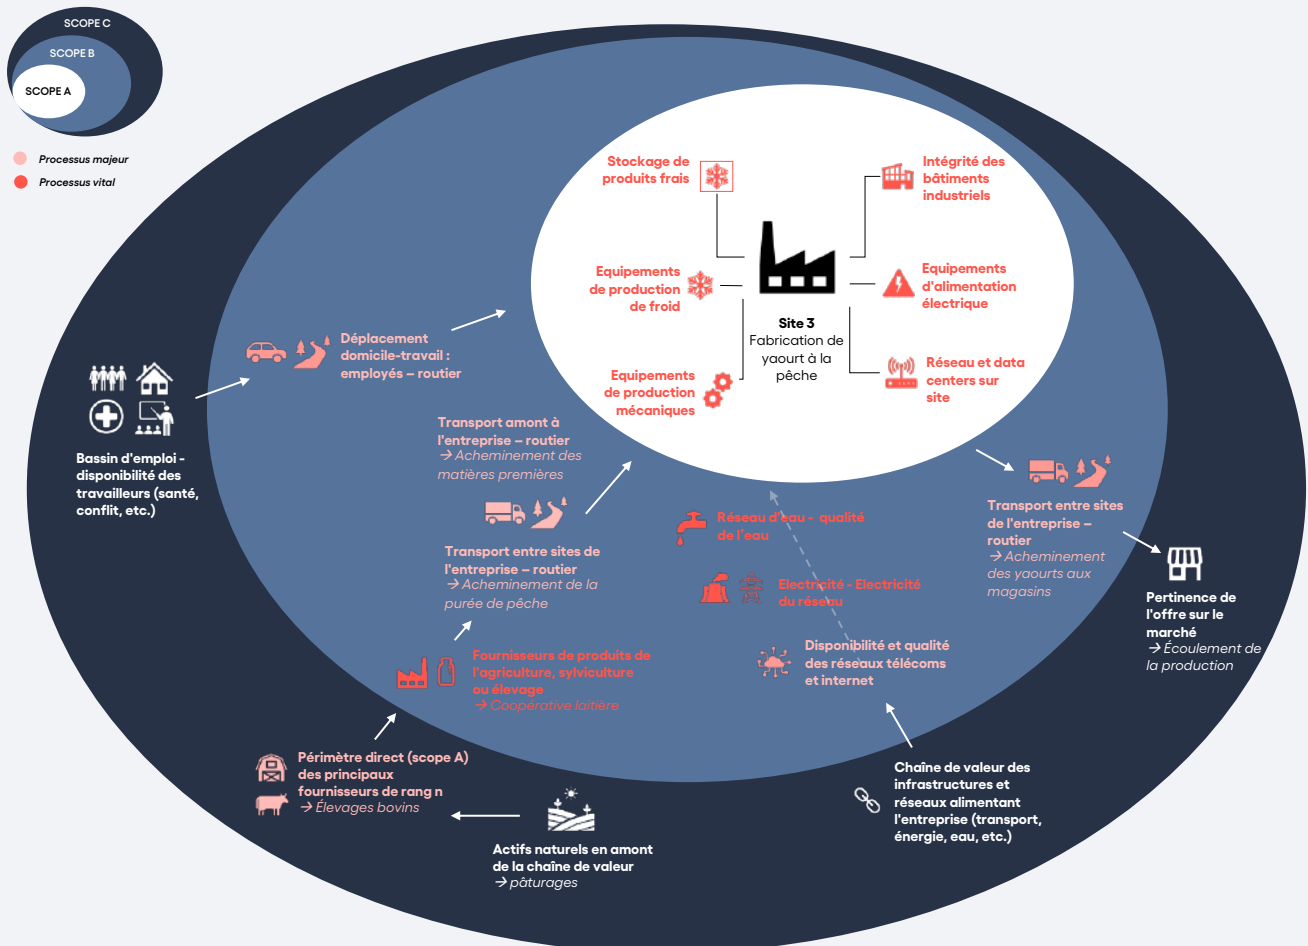 SCOPE C
SCOPE B
SCOPE A
Processus majeur
Processus vital
Stockage de
produits frais
Intégrité des
bâtiments
industriels
Equipements
de production
de froid
Equipements
d'alimentation
électrique
Site 3
Fabrication de
yaourt à la
pêche
Equipements
de production
mécaniques
Réseau et data
centers sur
site
Déplacement
domicile-travail :
employés – routier
Bassin d'emploi -
disponibilité des
travailleurs (santé,
conflit, etc.)
Transport amont à
l'entreprise – routier
→ Acheminement des
matières premières
Transport entre sites de
l'entreprise – routier
→ Acheminement de la
purée de pêche
Réseau d'eau - qualité
de l'eau
Electricité - Electricité
du réseau
Transport entre sites
de l'entreprise –
routier
→ Acheminement
des yaourts aux
magasins
Pertinence de
l'offre sur le
marché
→ Écoulement de
la production
Fournisseurs de produits de
l'agriculture, sylviculture
ou élevage
→ Coopérative laitière
Disponibilité et qualité
des réseaux télécoms
et internet
Périmètre direct (scope A)
des principaux
fournisseurs de rang n
→ Élevages bovins
Chaîne de valeur des
infrastructures et
réseaux alimentant
l'entreprise (transport,
énergie, eau, etc.)
Actifs naturels en amont
de la chaîne de valeur
→ pâturages